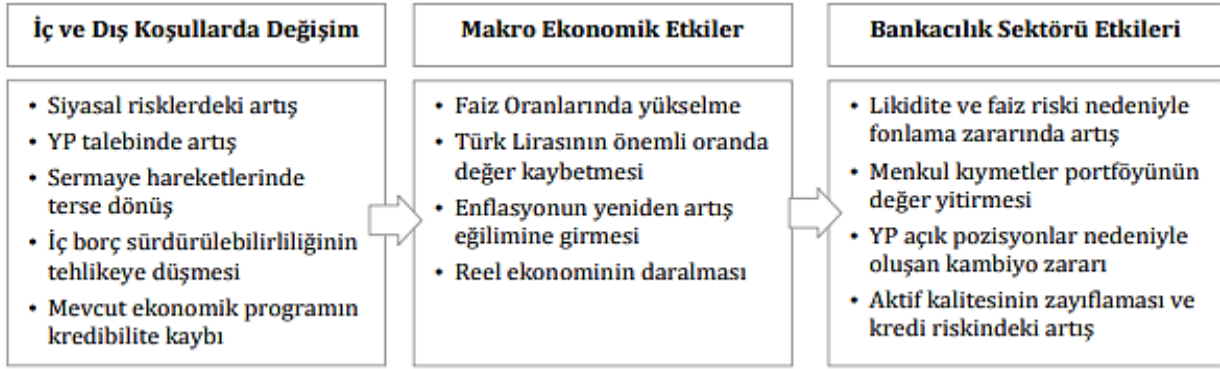 İç ve Dış Koşullarda Değişim
• Siyasal risklerdeki artış
• YP talebinde artış
• Sermaye hareketlerinde
terse dönüş
• İç borç sürdürülebilirliliğinin
tehlikeye düşmesi
• Mevcut ekonomik programın
kredibilite kaybı
Makro Ekonomik Etkiler
• Faiz Oranlarında yükselme
• Türk Lirasının önemli oranda
değer kaybetmesi
• Enflasyonun yeniden artış
eğilimine girmesi
• Reel ekonominin daralması
Bankacılık Sektörü Etkileri
• Likidite ve faiz riski nedeniyle
fonlama zararında artış
• Menkul kıymetler portföyünün
değer yitirmesi
• YP açık pozisyonlar nedeniyle
oluşan kambiyo zararı
• Aktif kalitesinin zayıflaması ve
kredi riskindeki artış